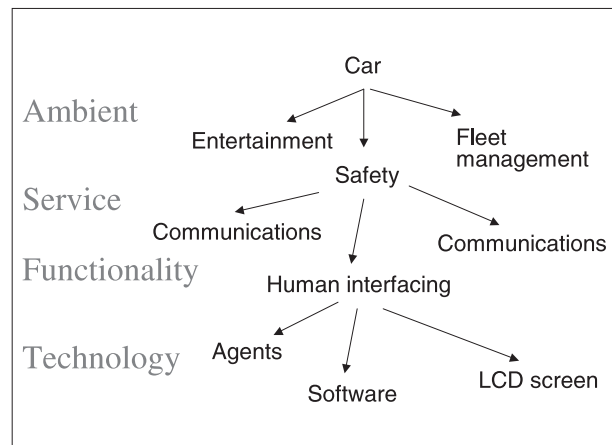 Car
Ambient
Entertainment
Fleet
management
Safety
Service
Communications
Communications
Functionality
Human interfacing
Technology
Agents
Software
LCD screen